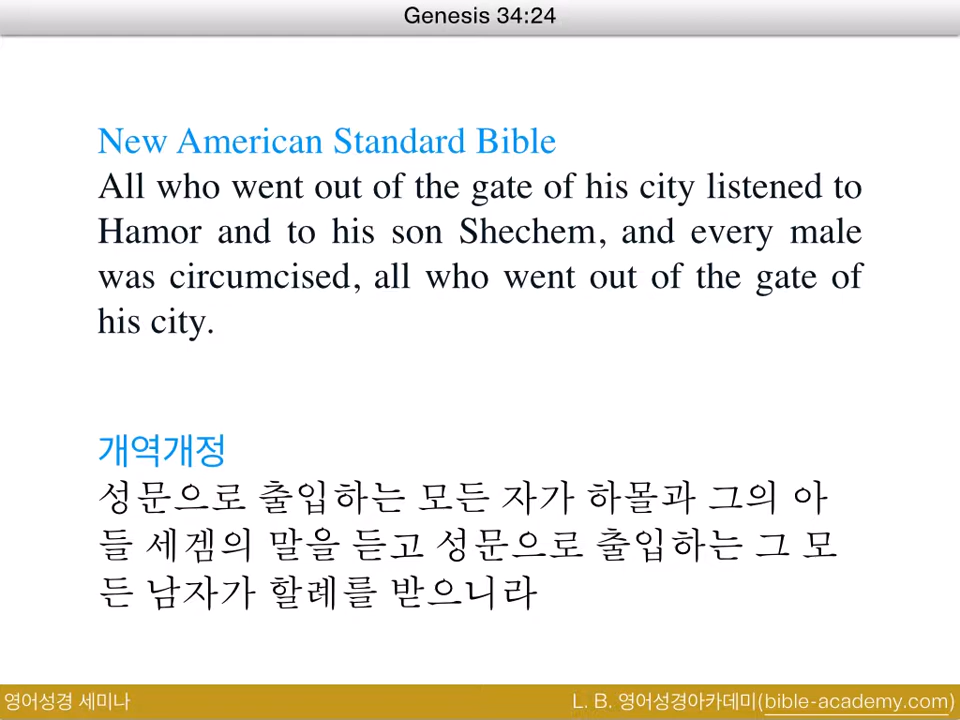 Genesis 34:24
New American Standard Bible
All who went out of the gate of his city listened to
Hamor and to his son Shechem, and every male
was circumcised, all who went out of the gate of
his city.
개역개정
성문으로 출입하는 모든 자가 하몰과 그의 아
들 세겜의 말을 듣고 성문으로 출입하는 그 모
든 남자가 할례를 받으니라
영어성경 세미나
L. B. 영어성경아카데미(bible-academy.com)